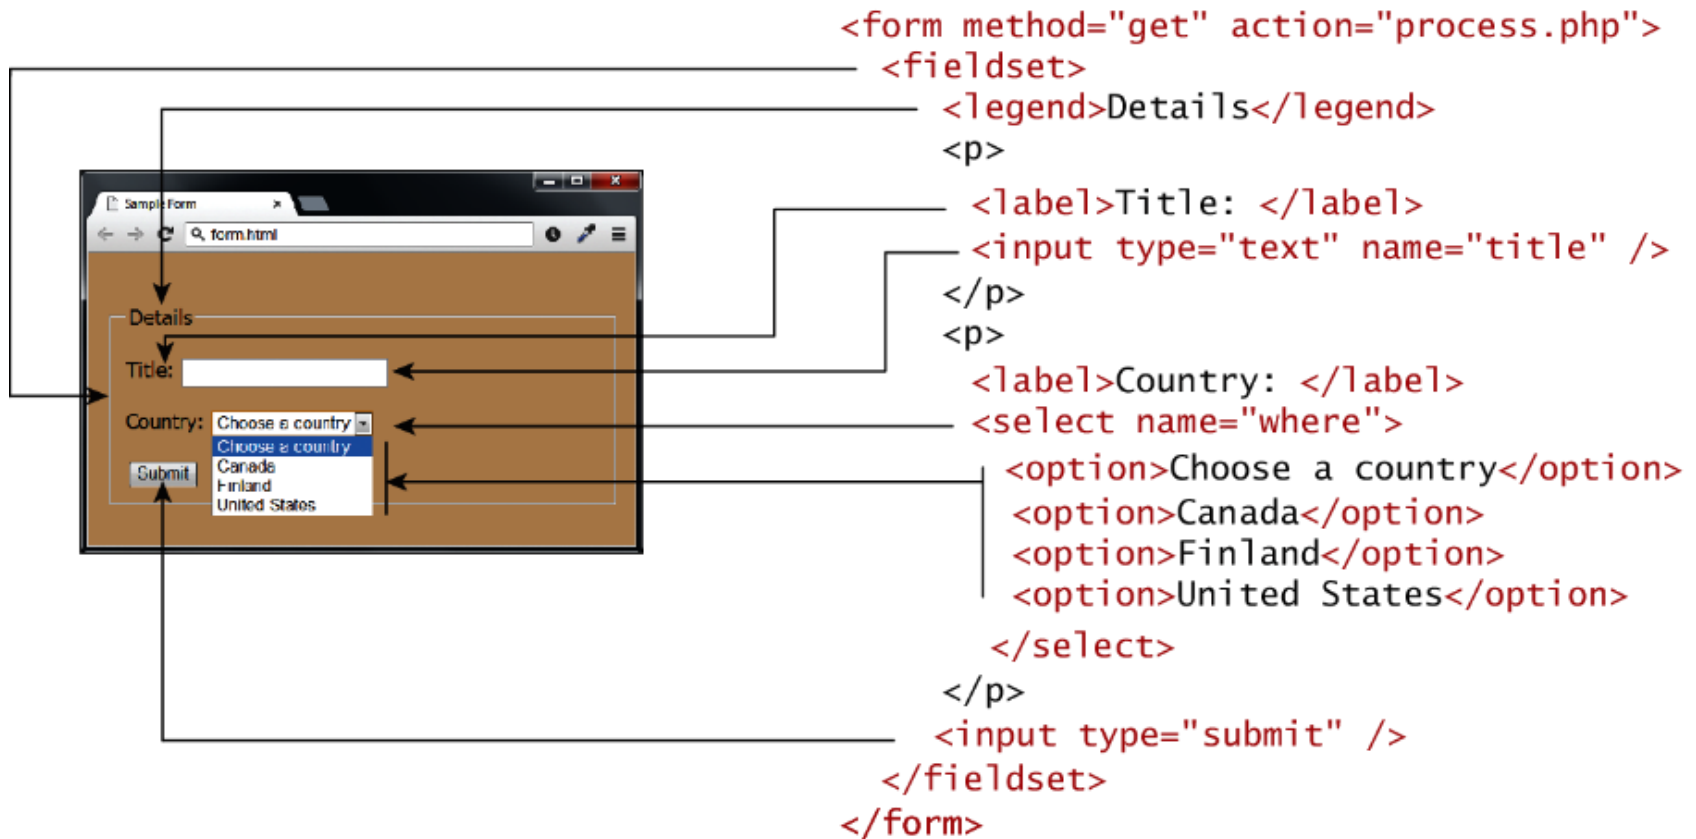 <form method="get" action="process.php">
<fieldset>
<legend>Details</legend>
<p>
<label>Title: </label>
<input type="text" name="title" />
</p>
<p>
<label>Country: </label>
<select name="where">
<option>Choose a country</option>
<option>Canada</option>
<option>Finland</option>
<option>United States</option>
</select>
</p>
<input type="submit" />
</fieldset>
</form>
Sample Form
form.html
Details
Title:
Country: Choose a country
Choose a country
Canada
Finland
United States
Submit